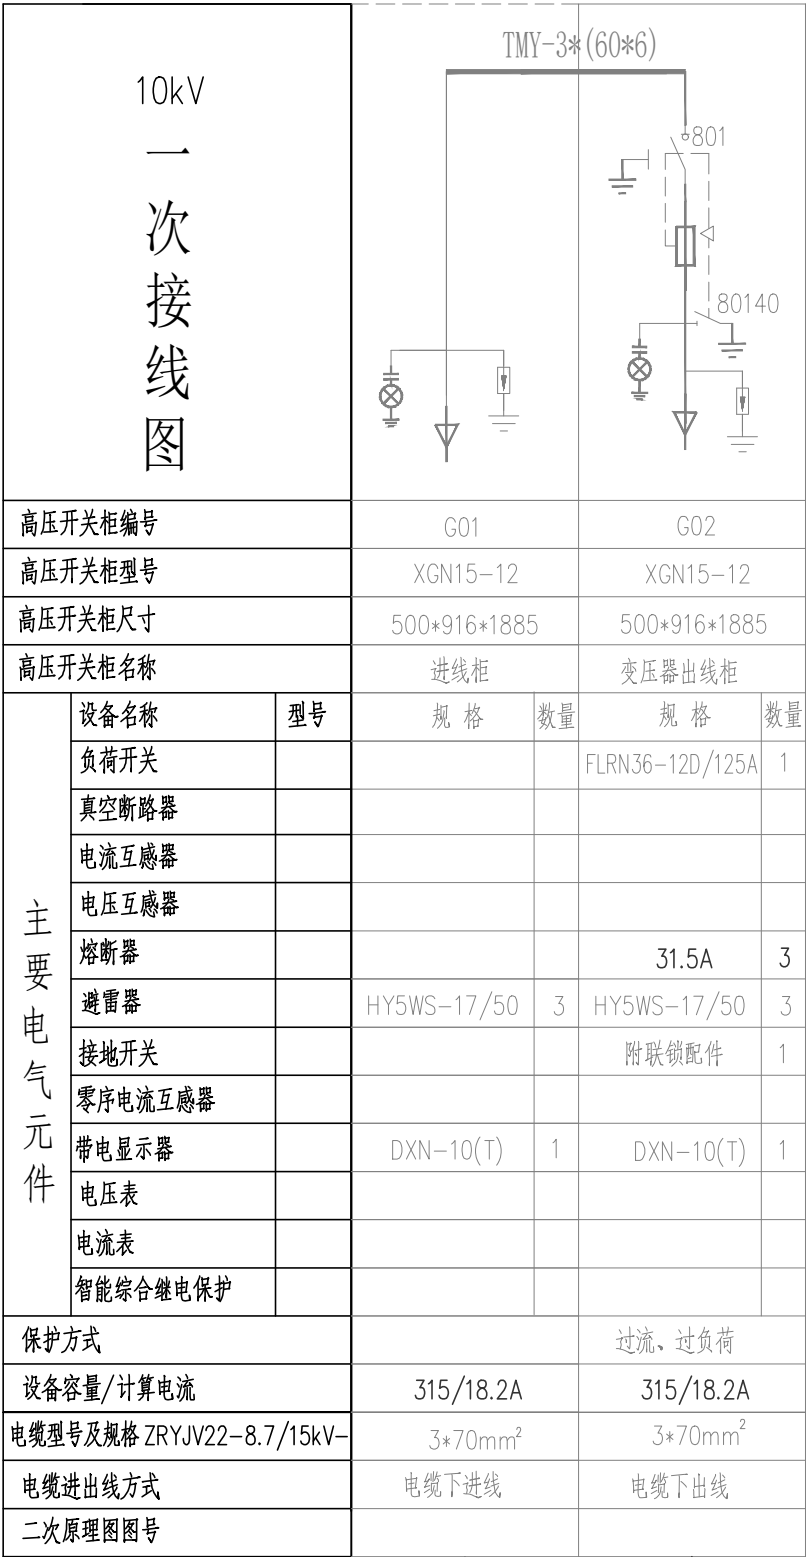 TMY-3*(60*6)
10kV
一次接线图
801
80140
高压开关柜编号 G01 G02
高压开关柜型号 XGN15-12 XGN15-12
高压开关柜尺寸 500*916*1885 500*916*1885
高压开关柜名称 进线柜 变压器出线柜
主要电气元件
设备名称 型号 规 格 数量 规 格 数量
负荷开关 FLRN36-12D/125A 1
真空断路器
电流互感器
电压互感器
熔断器 31.5A 3
避雷器 HY5WS-17/50 3 HY5WS-17/50 3
接地开关 附联锁配件 1
零序电流互感器
带电显示器 DXN-10(T) 1 DXN-10(T) 1
电压表
电流表
智能综合继电保护
保护方式 过流、过负荷
设备容量/计算电流 315/18.2A 315/18.2A
电缆型号及规格 ZRYJV22-8.7/15kV- 3*70mm² 3*70mm²
电缆进出线方式 电缆下进线 电缆下出线
二次原理图图号